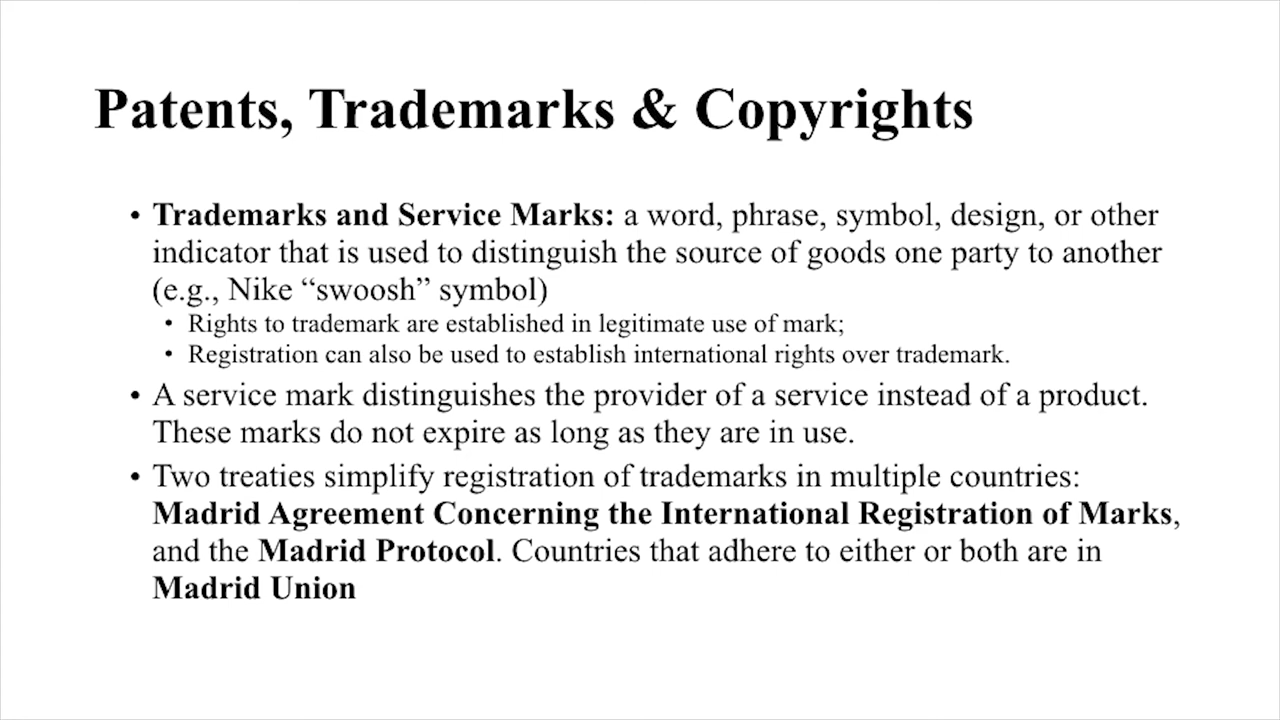 Patents, Trademarks & Copyrights
• Trademarks and Service Marks: a word, phrase, symbol, design, or other
indicator that is used to distinguish the source of goods one party to another
(e.g., Nike “swoosh” symbol)
• Rights to trademark are established in legitimate use of mark;
• Registration can also be used to establish international rights over trademark.
• A service mark distinguishes the provider of a service instead of a product.
These marks do not expire as long as they are in use.
• Two treaties simplify registration of trademarks in multiple countries:
Madrid Agreement Concerning the International Registration of Marks,
and the Madrid Protocol. Countries that adhere to either or both are in
Madrid Union